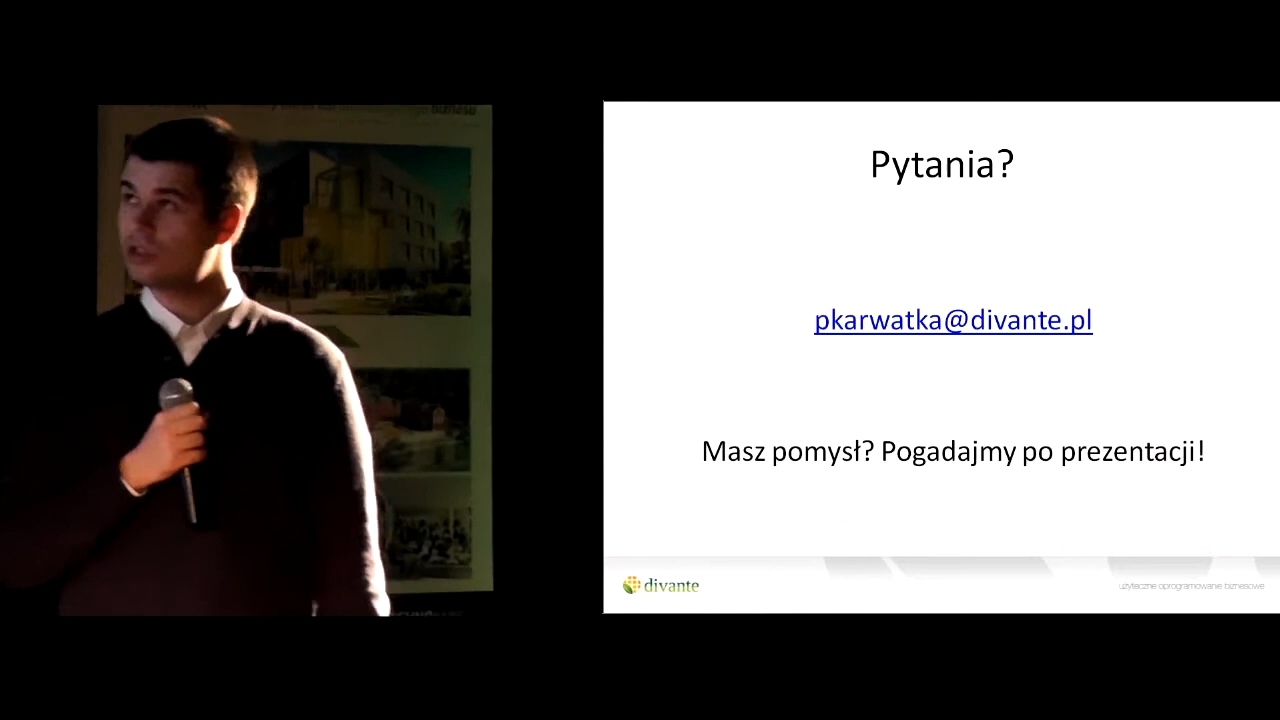 Pytania?
pkarwatka@divante.pl
Masz pomysł? Pogadajmy po prezentacji!
divante
użyteczne oprogramowanie biznesowe